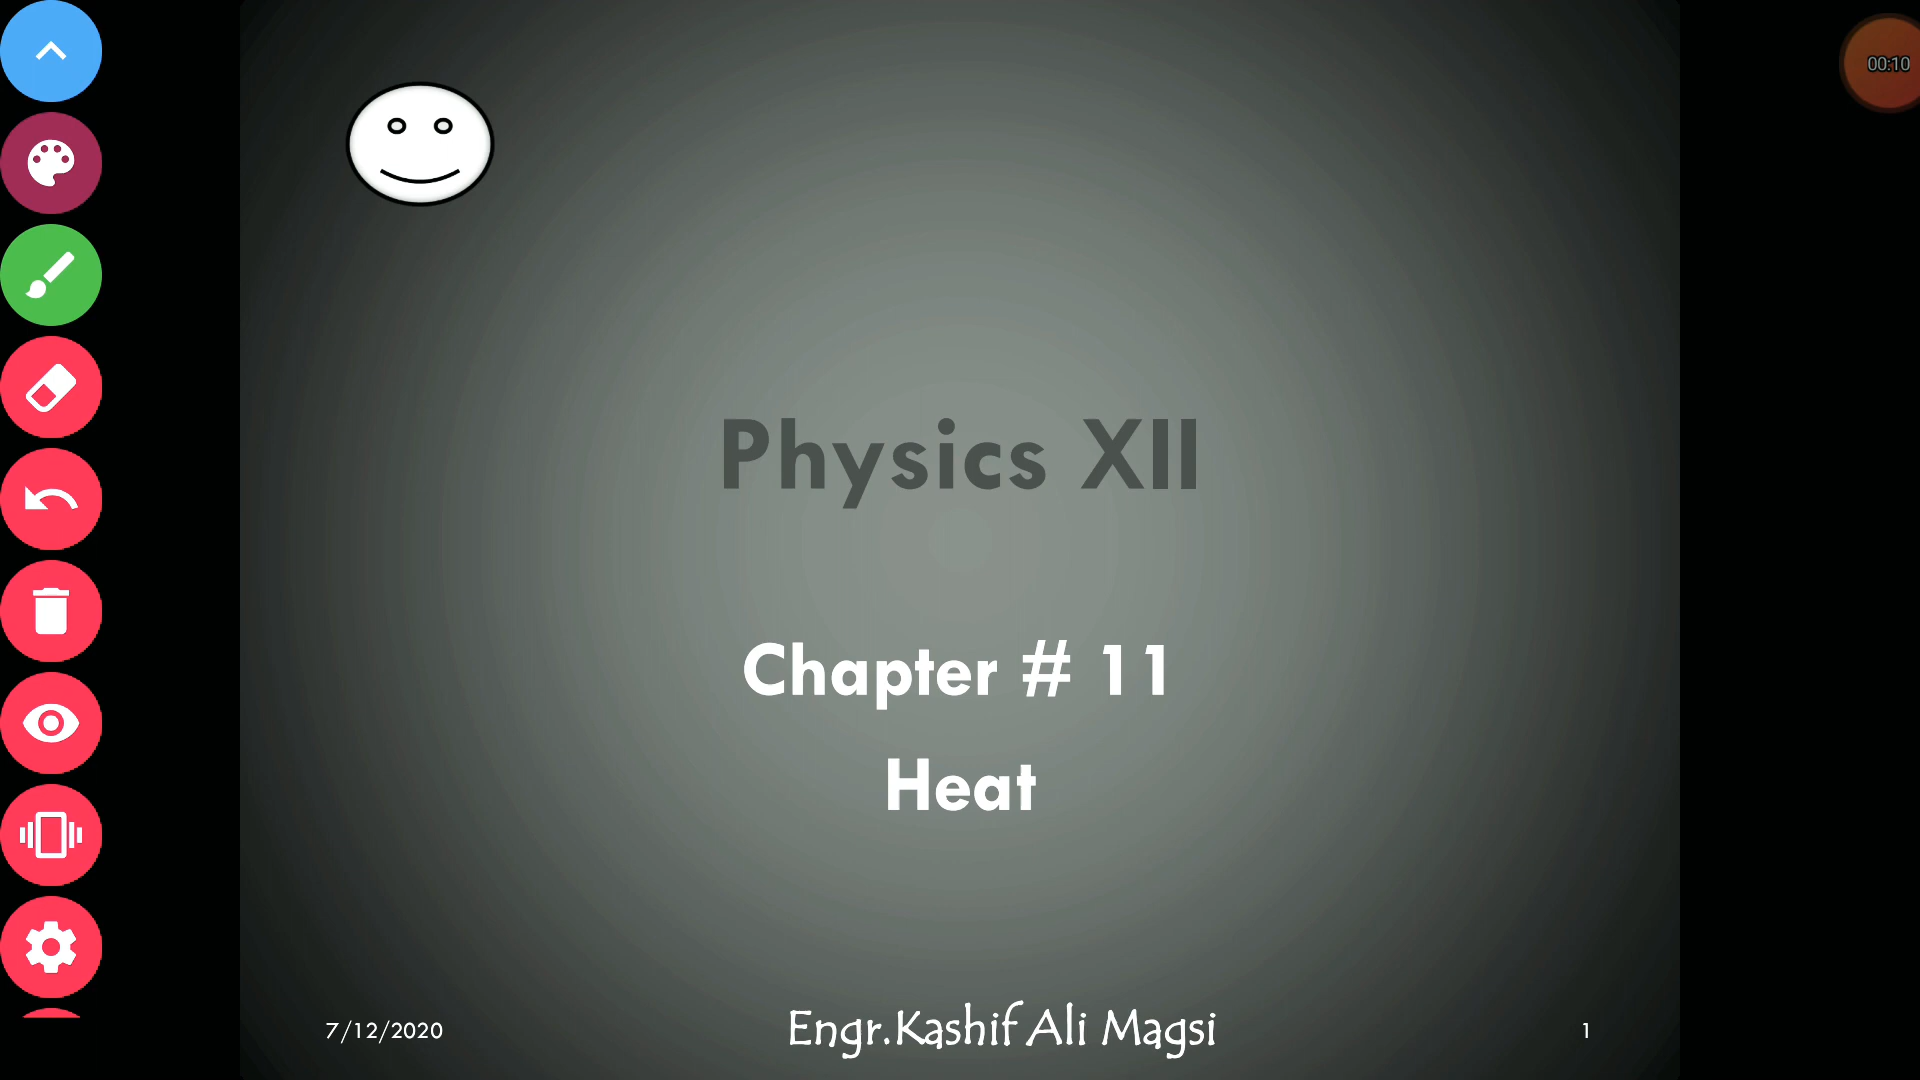 00:10
Physics XII
Chapter # 11
Heat
7/12/2020
Engr.Kashif Ali Magsi
1